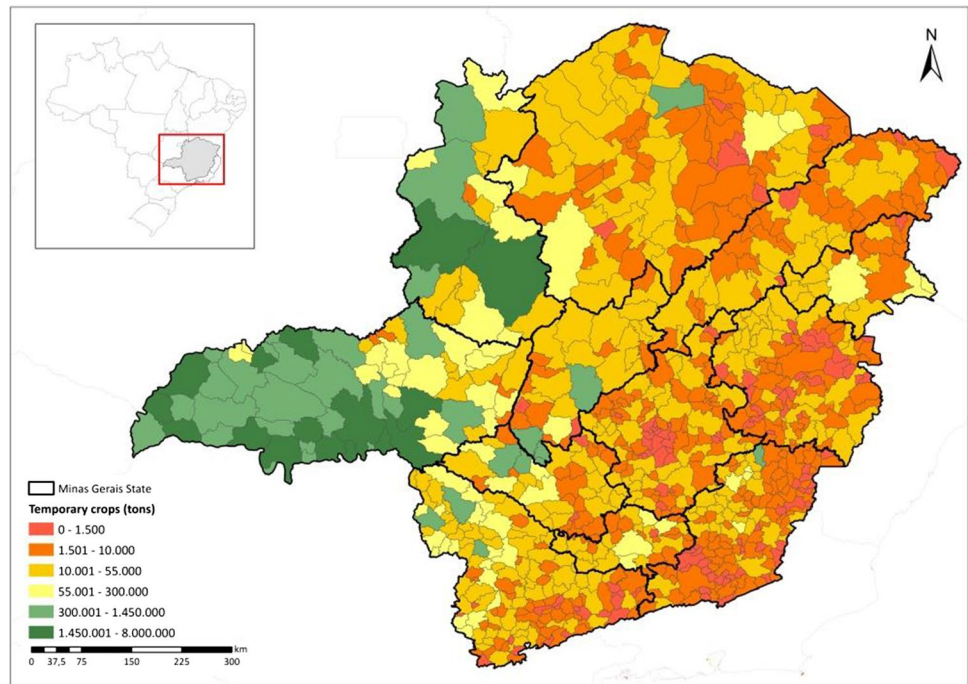 N
Minas Gerais State
Temporary crops (tons)
0 - 1.500
1.501 - 10.000
10.001 - 55.000
55.001 - 300.000
300.001 - 1.450.000
1.450.001 - 8.000.000
km
0 37,5 75 150 225 300